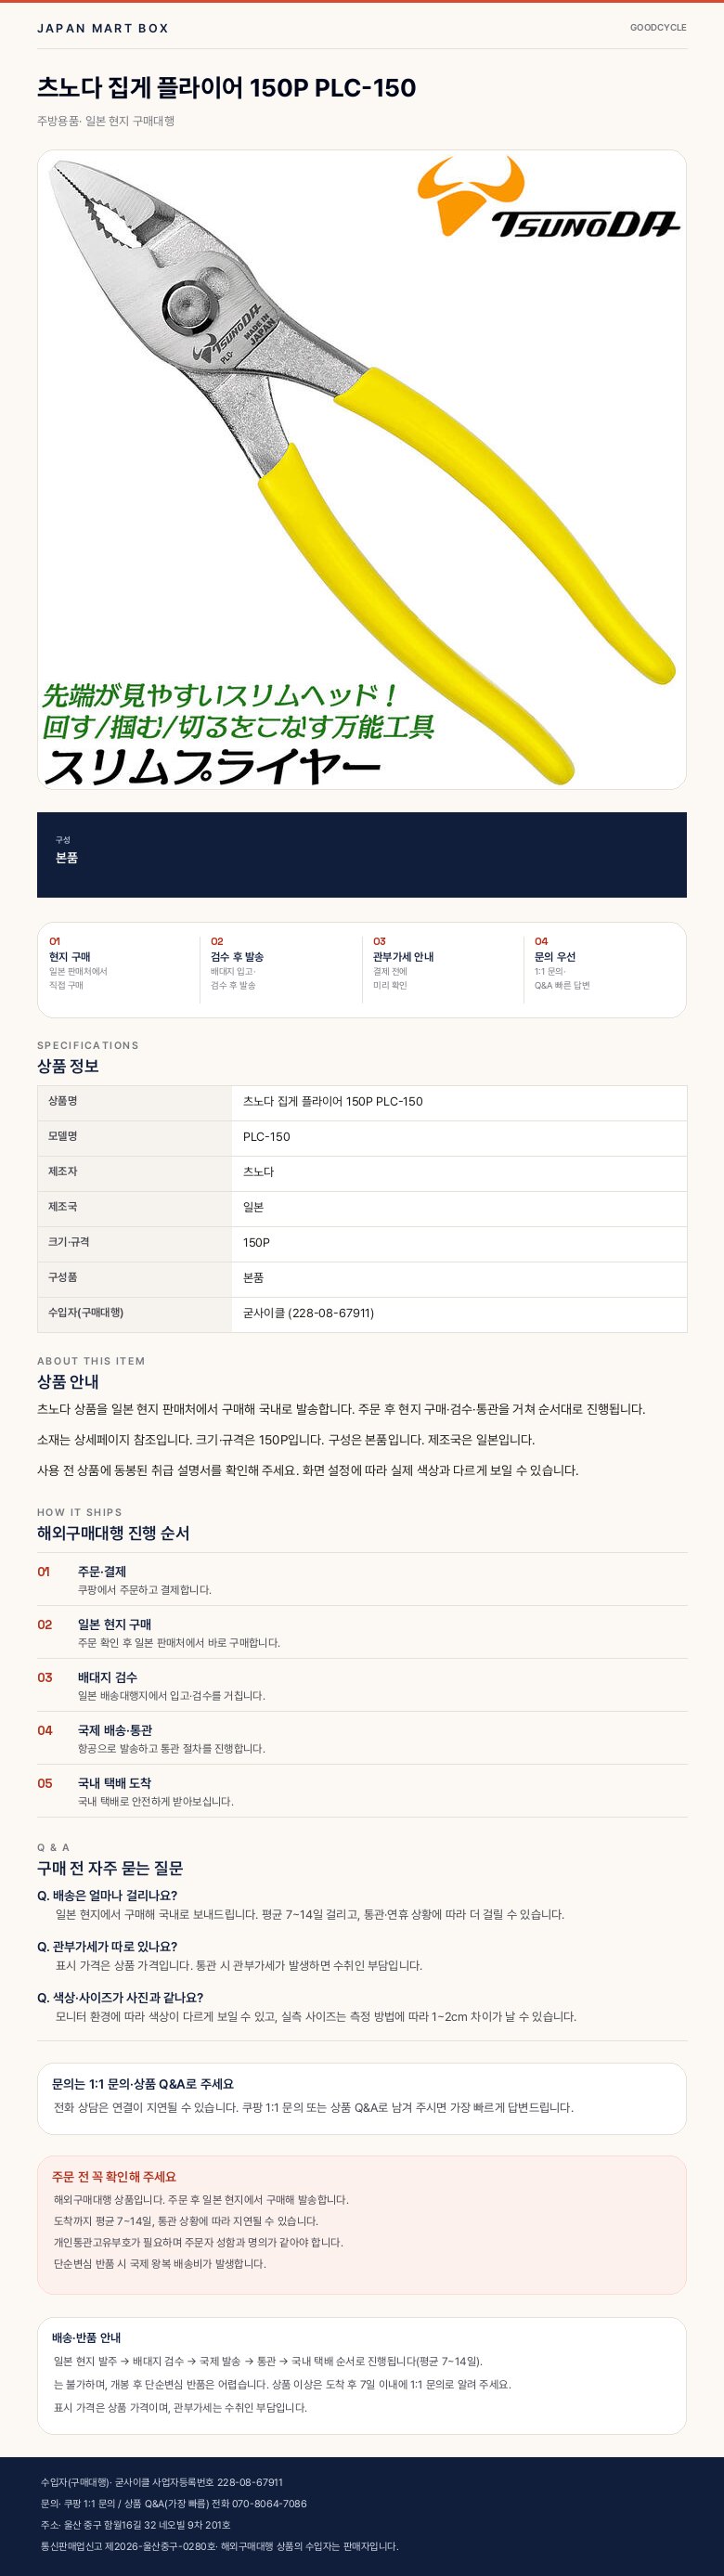 JAPAN MART BOX
GOODCYCLE
츠노다 집게 플라이어 150P PLC-150
주방용품· 일본 현지 구매대행
TSUNODA
TSUNODA
PLC-
MADE IN
JAPAN
先端が見やすいスリムヘッド!
回す/掴む/切るをこなす万能工具
スリムプライヤー
구성
본품
01
현지 구매
일본 판매처에서
직접 구매
02
검수 후 발송
배대지 입고·
검수 후 발송
03
관부가세 안내
결제 전에
미리 확인
04
문의 우선
1:1 문의·
Q&A 빠른 답변
SPECIFICATIONS
상품 정보
상품명 츠노다 집게 플라이어 150P PLC-150
모델명 PLC-150
제조자 츠노다
제조국 일본
크기·규격 150P
구성품 본품
수입자(구매대행) 굳사이클 (228-08-67911)
ABOUT THIS ITEM
상품 안내
츠노다 상품을 일본 현지 판매처에서 구매해 국내로 발송합니다. 주문 후 현지 구매·검수·통관을 거쳐 순서대로 진행됩니다.
소재는 상세페이지 참조입니다. 크기·규격은 150P입니다. 구성은 본품입니다. 제조국은 일본입니다.
사용 전 상품에 동봉된 취급 설명서를 확인해 주세요. 화면 설정에 따라 실제 색상과 다르게 보일 수 있습니다.
HOW IT SHIPS
해외구매대행 진행 순서
01 주문·결제
쿠팡에서 주문하고 결제합니다.
02 일본 현지 구매
주문 확인 후 일본 판매처에서 바로 구매합니다.
03 배대지 검수
일본 배송대행지에서 입고·검수를 거칩니다.
04 국제 배송·통관
항공으로 발송하고 통관 절차를 진행합니다.
05 국내 택배 도착
국내 택배로 안전하게 받아보십니다.
Q & A
구매 전 자주 묻는 질문
Q. 배송은 얼마나 걸리나요?
일본 현지에서 구매해 국내로 보내드립니다. 평균 7~14일 걸리고, 통관·연휴 상황에 따라 더 걸릴 수 있습니다.
Q. 관부가세가 따로 있나요?
표시 가격은 상품 가격입니다. 통관 시 관부가세가 발생하면 수취인 부담입니다.
Q. 색상·사이즈가 사진과 같나요?
모니터 환경에 따라 색상이 다르게 보일 수 있고, 실측 사이즈는 측정 방법에 따라 1~2cm 차이가 날 수 있습니다.
문의는 1:1 문의·상품 Q&A로 주세요
전화 상담은 연결이 지연될 수 있습니다. 쿠팡 1:1 문의 또는 상품 Q&A로 남겨 주시면 가장 빠르게 답변드립니다.
주문 전 꼭 확인해 주세요
해외구매대행 상품입니다. 주문 후 일본 현지에서 구매해 발송합니다.
도착까지 평균 7~14일, 통관 상황에 따라 지연될 수 있습니다.
개인통관고유부호가 필요하며 주문자 성함과 명의가 같아야 합니다.
단순변심 반품 시 국제 왕복 배송비가 발생합니다.
배송·반품 안내
일본 현지 발주 → 배대지 검수 → 국제 발송 → 통관 → 국내 택배 순서로 진행됩니다(평균 7~14일).
는 불가하며, 개봉 후 단순변심 반품은 어렵습니다. 상품 이상은 도착 후 7일 이내에 1:1 문의로 알려 주세요.
표시 가격은 상품 가격이며, 관부가세는 수취인 부담입니다.
수입자(구매대행)· 굳사이클 사업자등록번호 228-08-67911
문의· 쿠팡 1:1 문의 / 상품 Q&A(가장 빠름) 전화 070-8064-7086
주소· 울산 중구 함월16길 32 네오빌 9차 201호
통신판매업신고 제2026-울산중구-0280호· 해외구매대행 상품의 수입자는 판매자입니다.